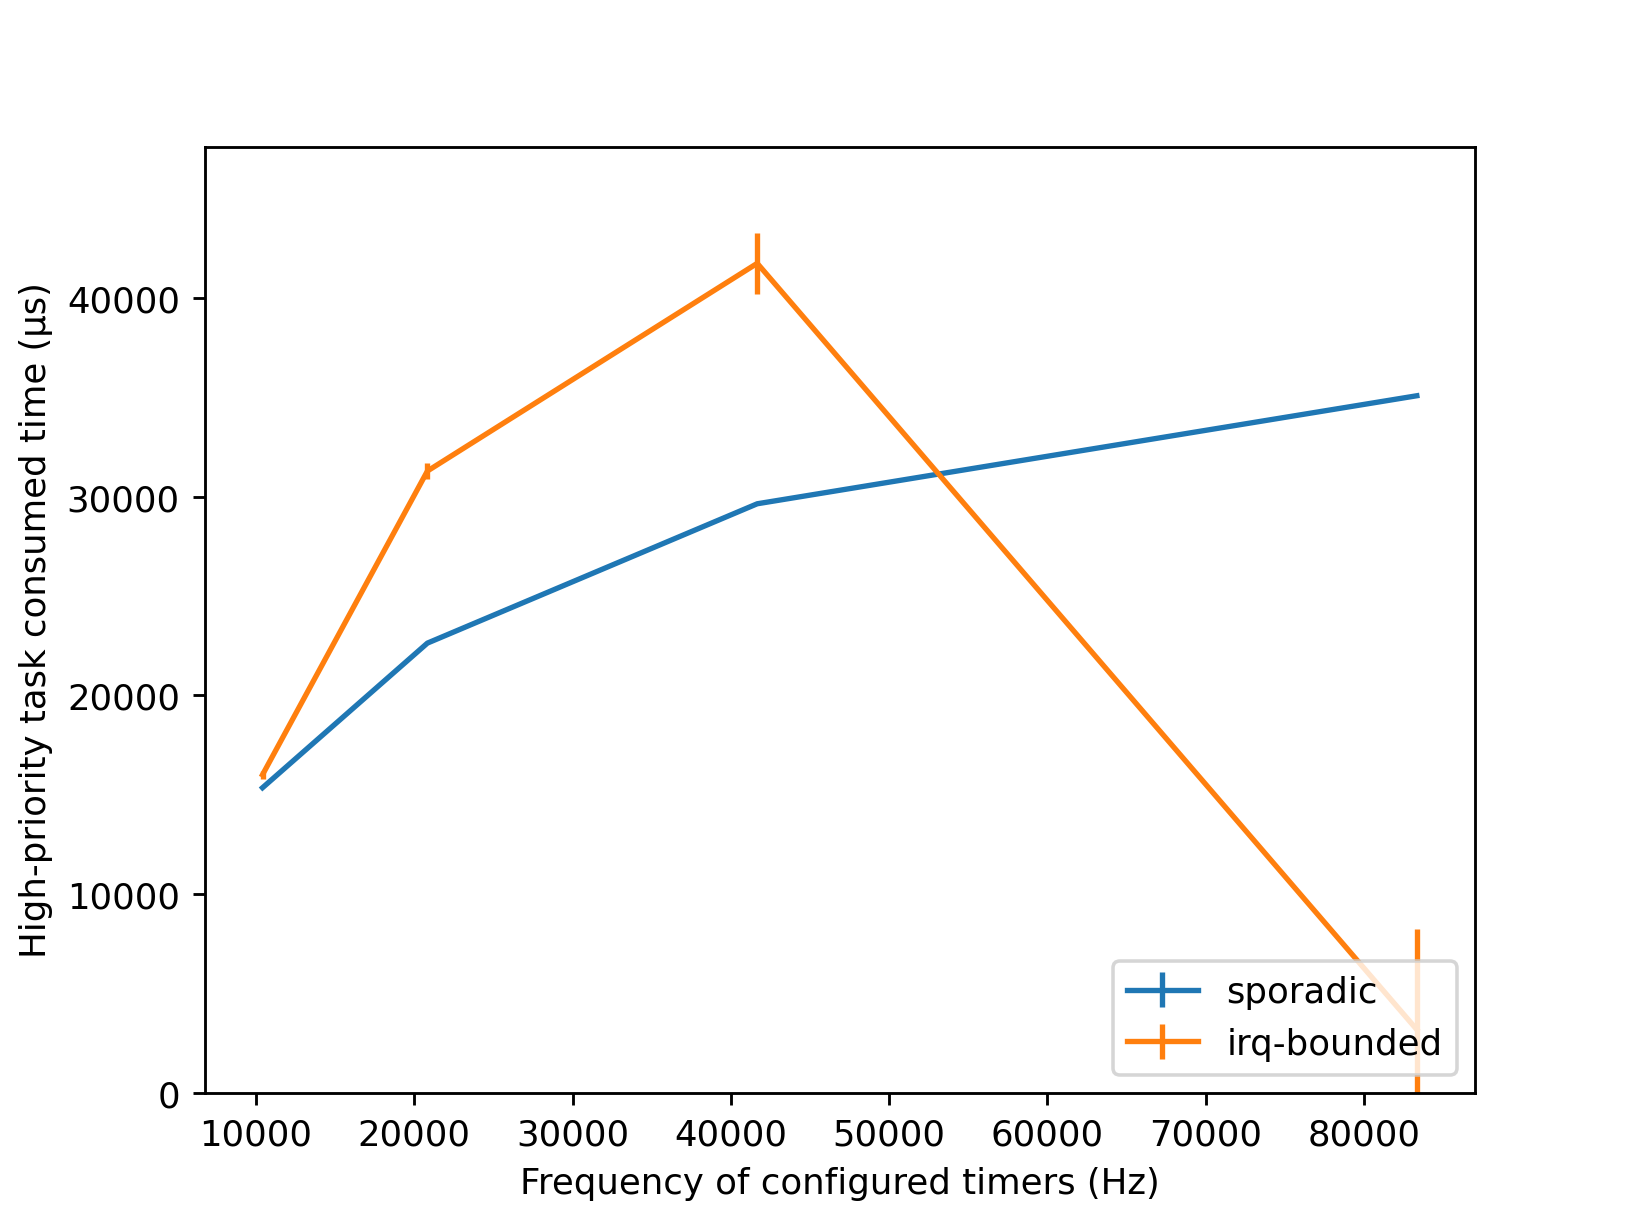 High-priority task consumed time (µs)
40000
30000
20000
10000
0
10000 20000 30000 40000 50000 60000 70000 80000
Frequency of configured timers (Hz)
sporadic
irq-bounded